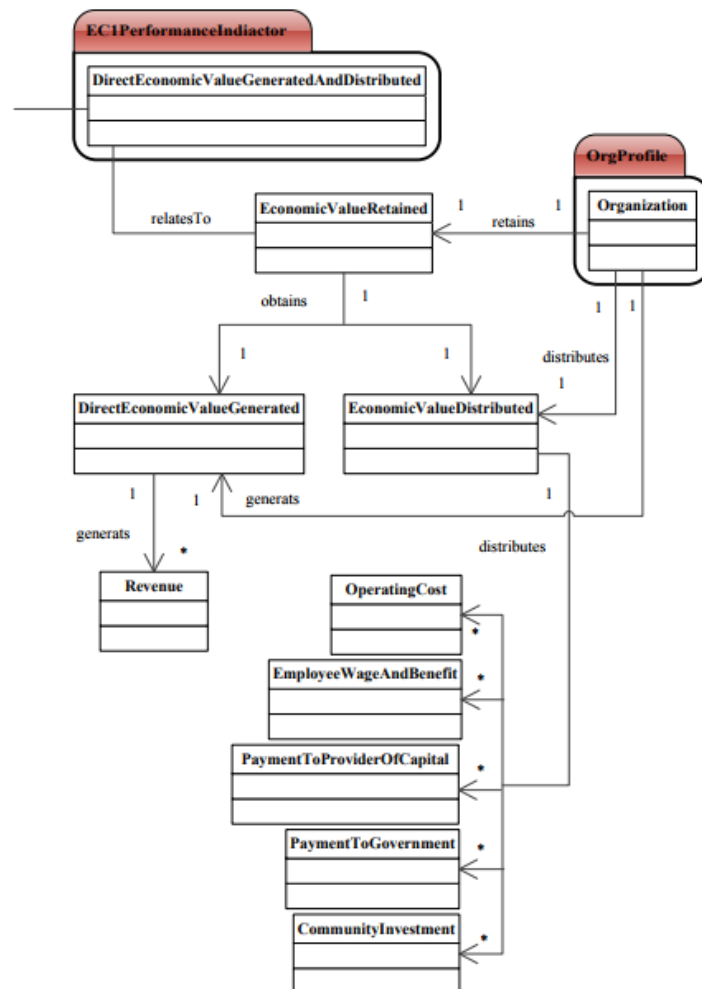 EC1PerformanceIndiactor
DirectEconomicValueGeneratedAndDistributed
OrgProfile
relatesTo
EconomicValueRetained
1
1
retains
Organization
obtains
1
1
1
distributes
1
1
1
DirectEconomicValueGenerated
EconomicValueDistributed
1
1
generats
1
generats
*
distributes
Revenue
OperatingCost
*
EmployeeWageAndBenefit
*
PaymentToProviderOfCapital
*
PaymentToGovernment
*
CommunityInvestment
*